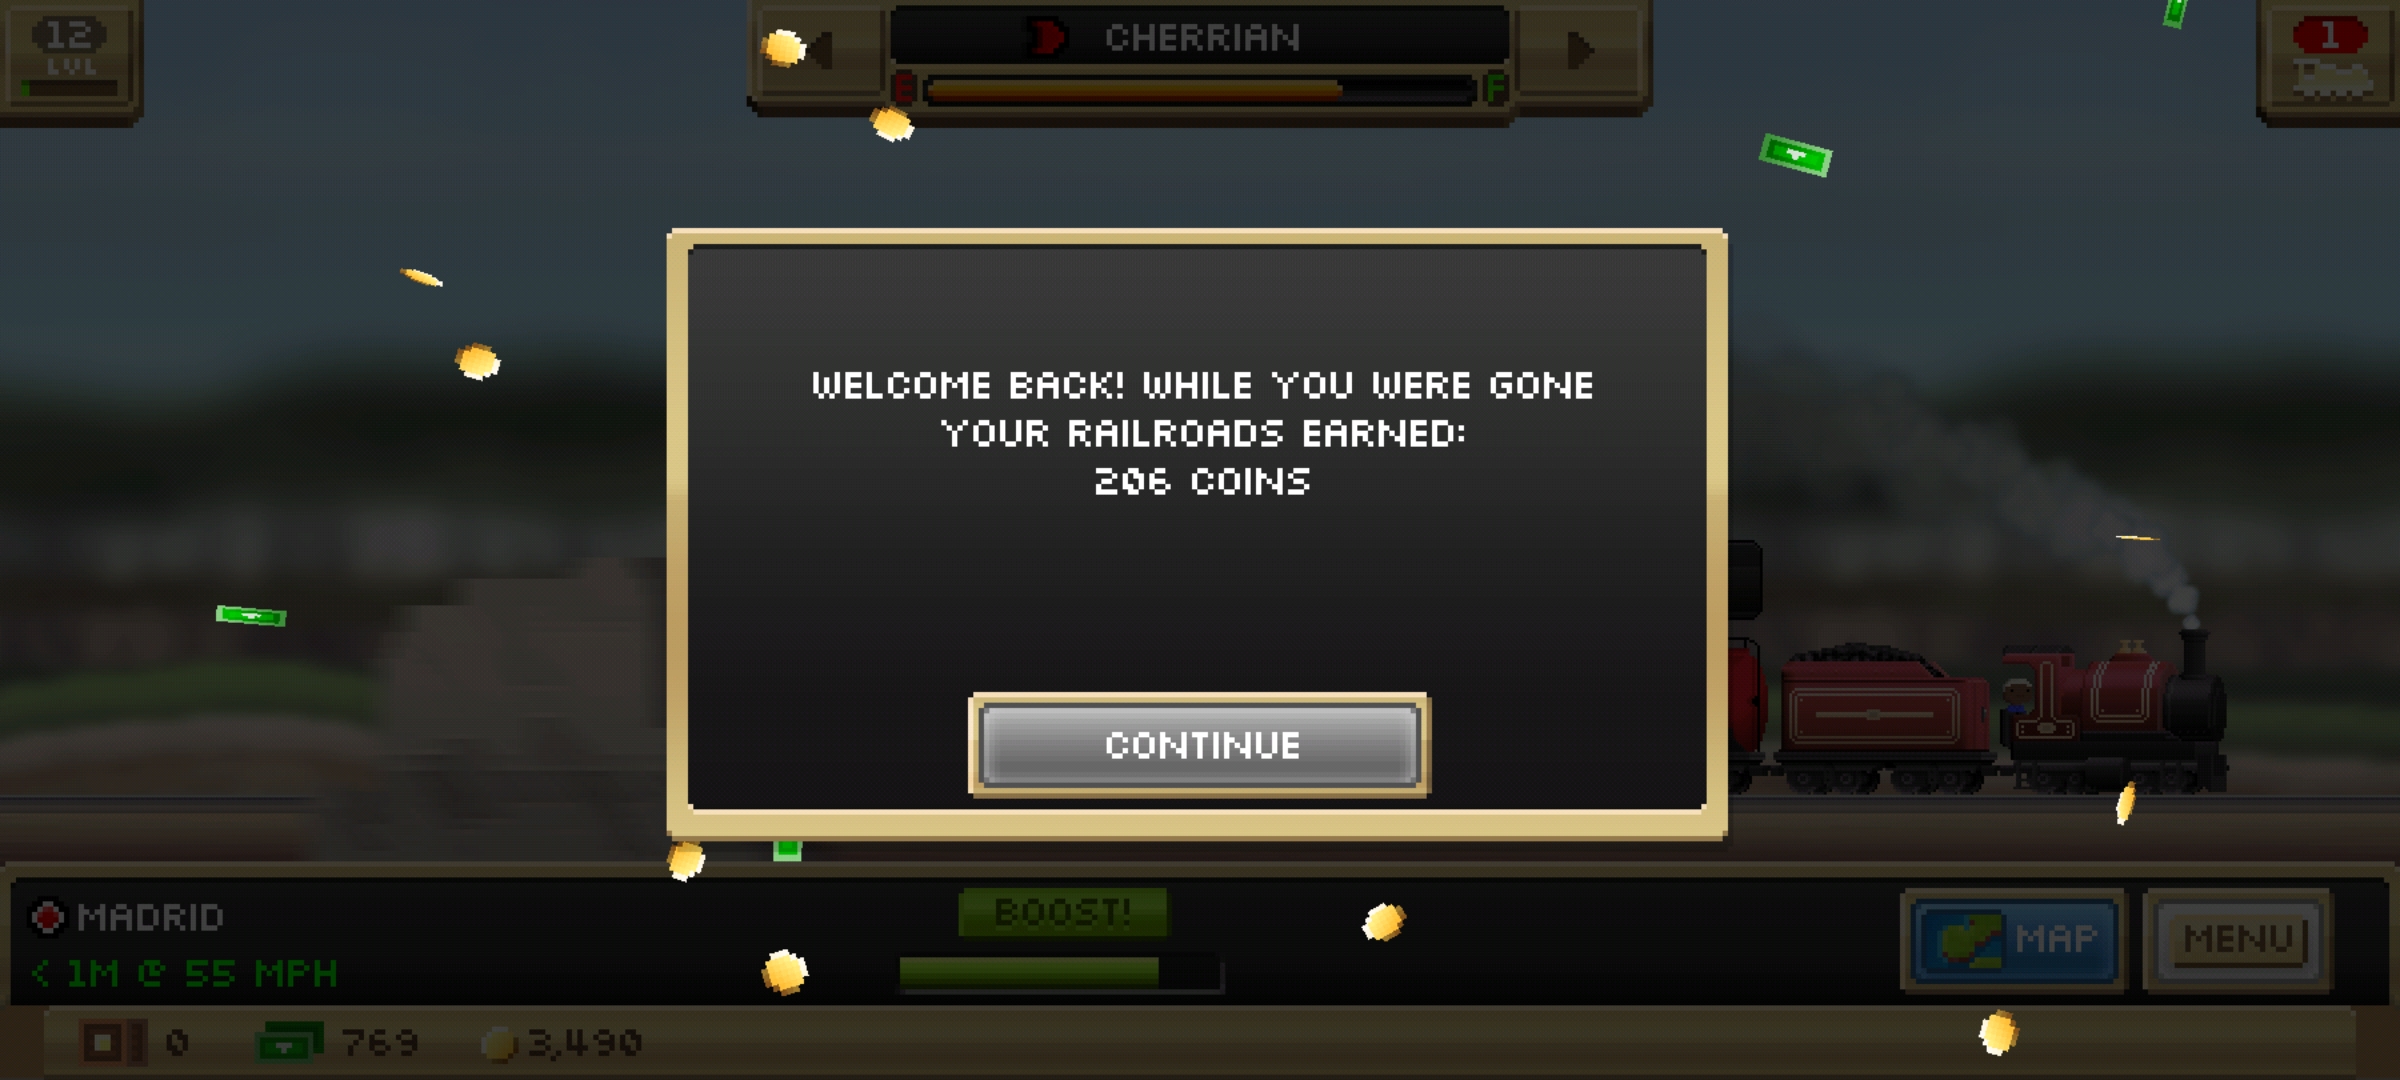 12
LVL
CHERRIAN
E
F
1
WELCOME BACK! WHILE YOU WERE GONE
YOUR RAILROADS EARNED:
206 COINS
CONTINUE
MADRID
< 1M @ 55 MPH
BOOST!
MAP
MENU
0
769
3,490